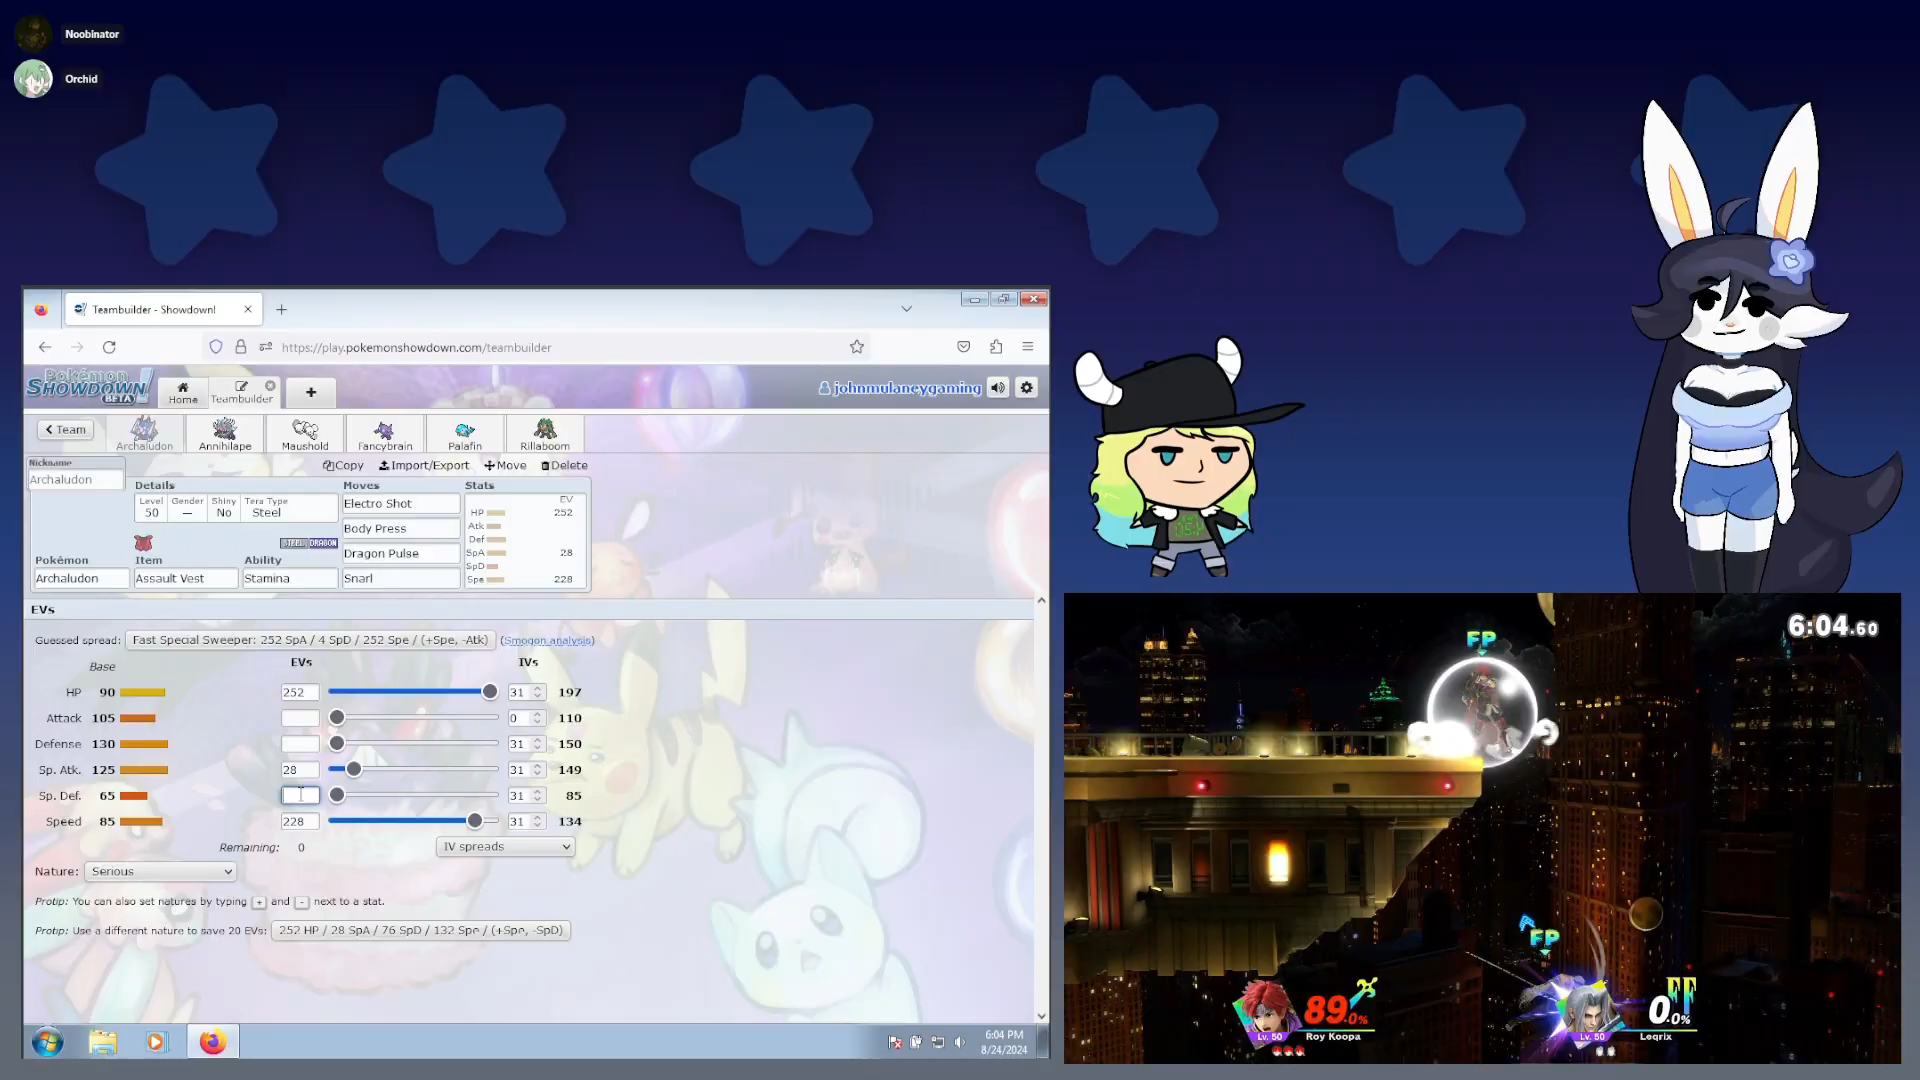 Noobinator
Orchid
Teambuilder - Showdown!
https://play.pokemonshowdown.com/teambuilder
Pokémon
SHOWDOWN!
BETA
Home
Teambuilder
johnmulaneygaming
Team
Archaludon
Annihilape
Maushold
Fancybrain
Palafin
Rillaboom
Copy
Import/Export
Move
Delete
Nickname
Archaludon
Details
Level
50
Gender
—
Shiny
No
Tera Type
Steel
STEEL DRAGON
Pokémon
Archaludon
Item
Assault Vest
Ability
Stamina
Moves
Electro Shot
Body Press
Dragon Pulse
Snarl
Stats
EV
HP 252
Atk
Def
SpA 28
SpD
Spe 228
EVs
Guessed spread: Fast Special Sweeper: 252 SpA / 4 SpD / 252 Spe / (+Spe, -Atk) (Smogon analysis)
Base EVs IVs
HP 90 252 31 197
Attack 105 0 110
Defense 130 31 150
Sp. Atk. 125 28 31 149
Sp. Def. 65 31 85
Speed 85 228 31 134
Remaining: 0 IV spreads
Nature: Serious
Protip: You can also set natures by typing + and - next to a stat.
Protip: Use a different nature to save 20 EVs: 252 HP / 28 SpA / 76 SpD / 132 Spe / (+Spe, -SpD)
6:04 PM
8/24/2024
6:04.60
FP
FP
89.0%
Lv. 50
Roy Koopa
0.0%
FF
Lv. 50
Leqrix